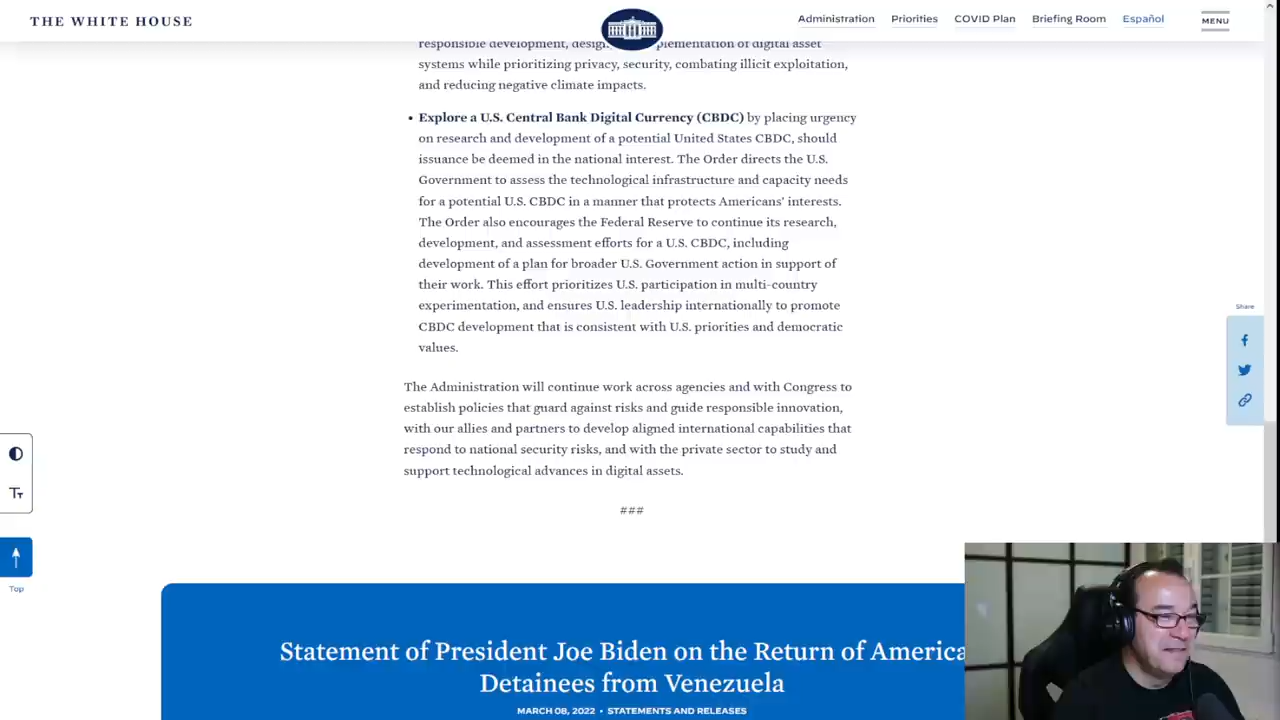 THE WHITE HOUSE
Administration
Priorities
COVID Plan
Briefing Room
Español
MENU
responsible development, plementation of digital asset
systems while prioritizing privacy, security, combating illicit exploitation,
and reducing negative climate impacts.
• Explore a U.S. Central Bank Digital Currency (CBDC) by placing urgency
on research and development of a potential United States CBDC, should
issuance be deemed in the national interest. The Order directs the U.S.
Government to assess the technological infrastructure and capacity needs
for a potential U.S. CBDC in a manner that protects Americans' interests.
The Order also encourages the Federal Reserve to continue its research,
development, and assessment efforts for a U.S. CBDC, including
development of a plan for broader U.S. Government action in support of
their work. This effort prioritizes U.S. participation in multi-country
experimentation, and ensures U.S. leadership internationally to promote
CBDC development that is consistent with U.S. priorities and democratic
values.
The Administration will continue work across agencies and with Congress to
establish policies that guard against risks and guide responsible innovation,
with our allies and partners to develop aligned international capabilities that
respond to national security risks, and with the private sector to study and
support technological advances in digital assets.
###
Share
Tт
Top
Statement of President Joe Biden on the Return of America
Detainees from Venezuela
MARCH 08, 2022 • STATEMENTS AND RELEASES